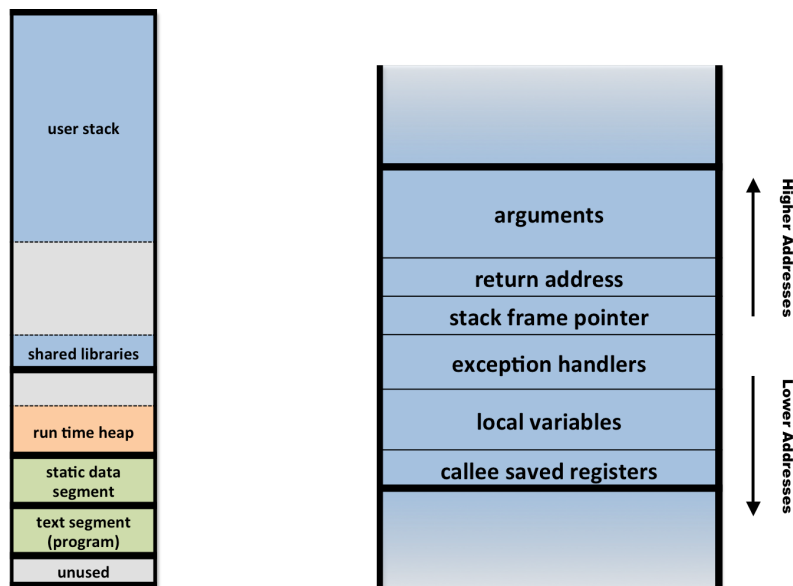 user stack
shared libraries
run time heap
static data
segment
text segment
(program)
unused
arguments
return address
stack frame pointer
exception handlers
local variables
callee saved registers
Higher Addresses
Lower Addresses